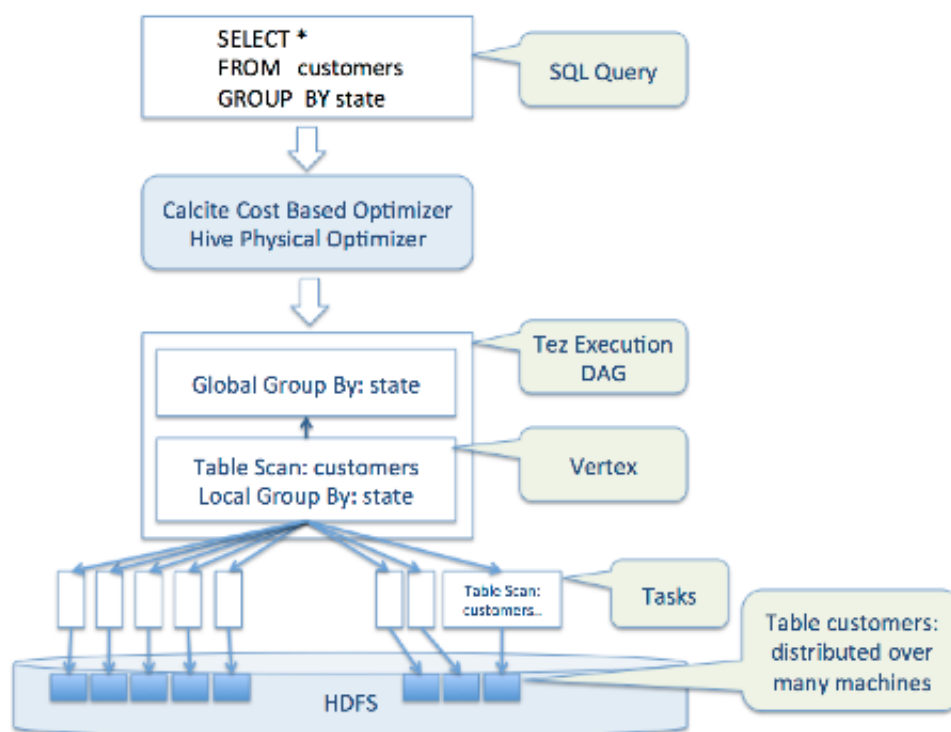 SELECT *
FROM customers
GROUP BY state
SQL Query
Calcite Cost Based Optimizer
Hive Physical Optimizer
Tez Execution
DAG
Global Group By: state
Table Scan: customers
Local Group By: state
Vertex
Table Scan:
customers..
Tasks
Table customers:
distributed over
many machines
HDFS